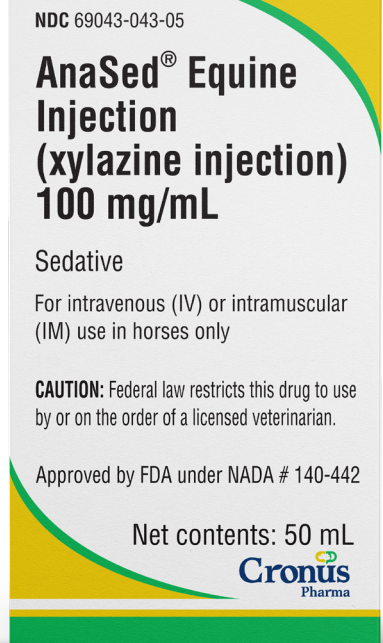 NDC 69043-043-05
AnaSed® Equine
Injection
(xylazine injection)
100 mg/mL
Sedative
For intravenous (IV) or intramuscular
(IM) use in horses only
CAUTION: Federal law restricts this drug to use
by or on the order of a licensed veterinarian.
Approved by FDA under NADA # 140-442
Net contents: 50 mL
Cronus
Pharma